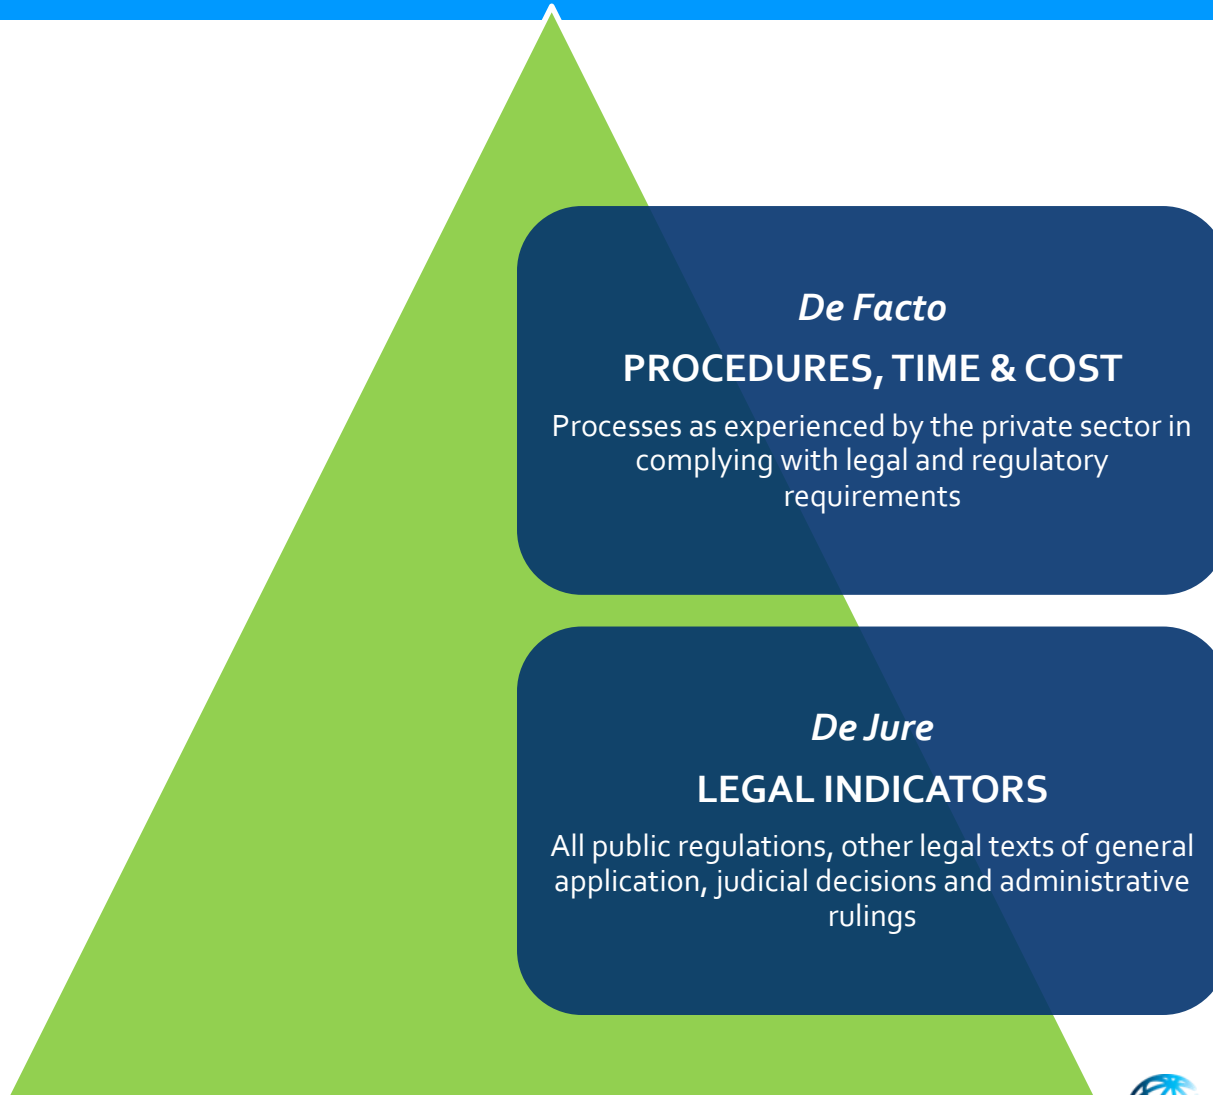 De Facto
PROCEDURES, TIME & COST
Processes as experienced by the private sector in
complying with legal and regulatory
requirements
De Jure
LEGAL INDICATORS
All public regulations, other legal texts of general
application, judicial decisions and administrative
rulings